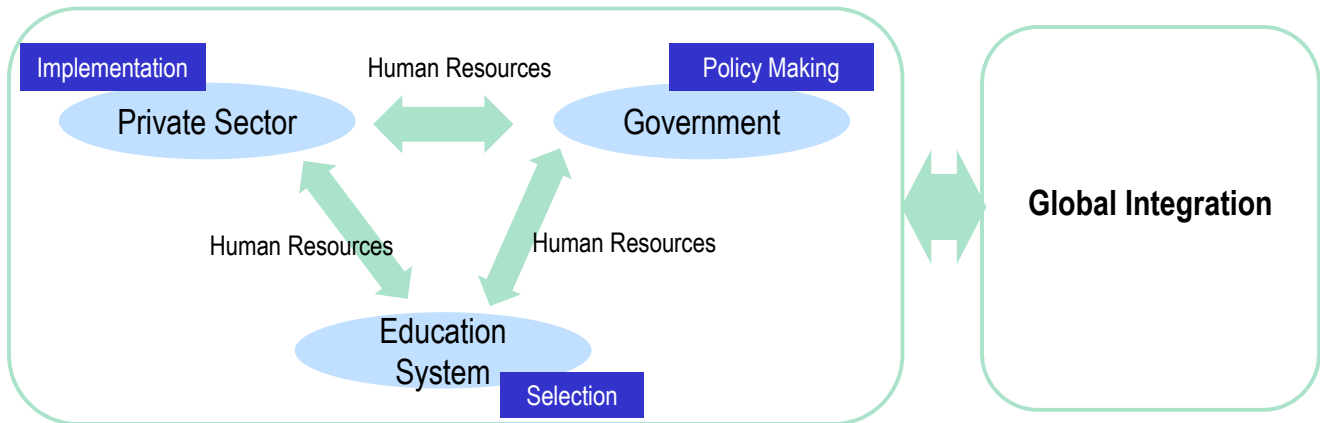 Implementation
Human Resources
Policy Making
Private Sector
Government
Global Integration
Human Resources
Human Resources
Education
System
Selection